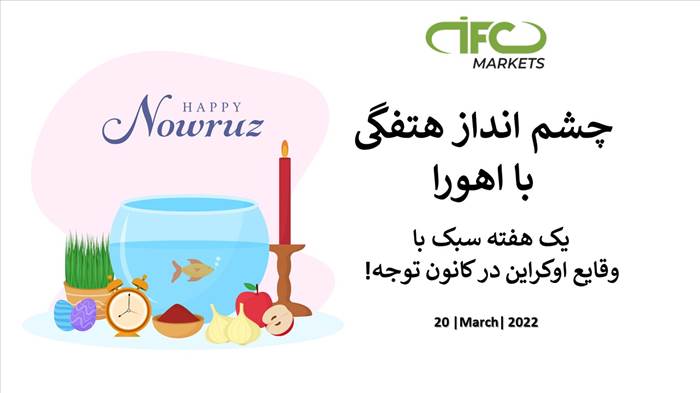 IFC
MARKETS
HAPPY
Nowruz
چشم انداز هتفگی
با اهورا
یک هفته سبک با
وقایع اوکراین در کانون توجه!
20 |March| 2022